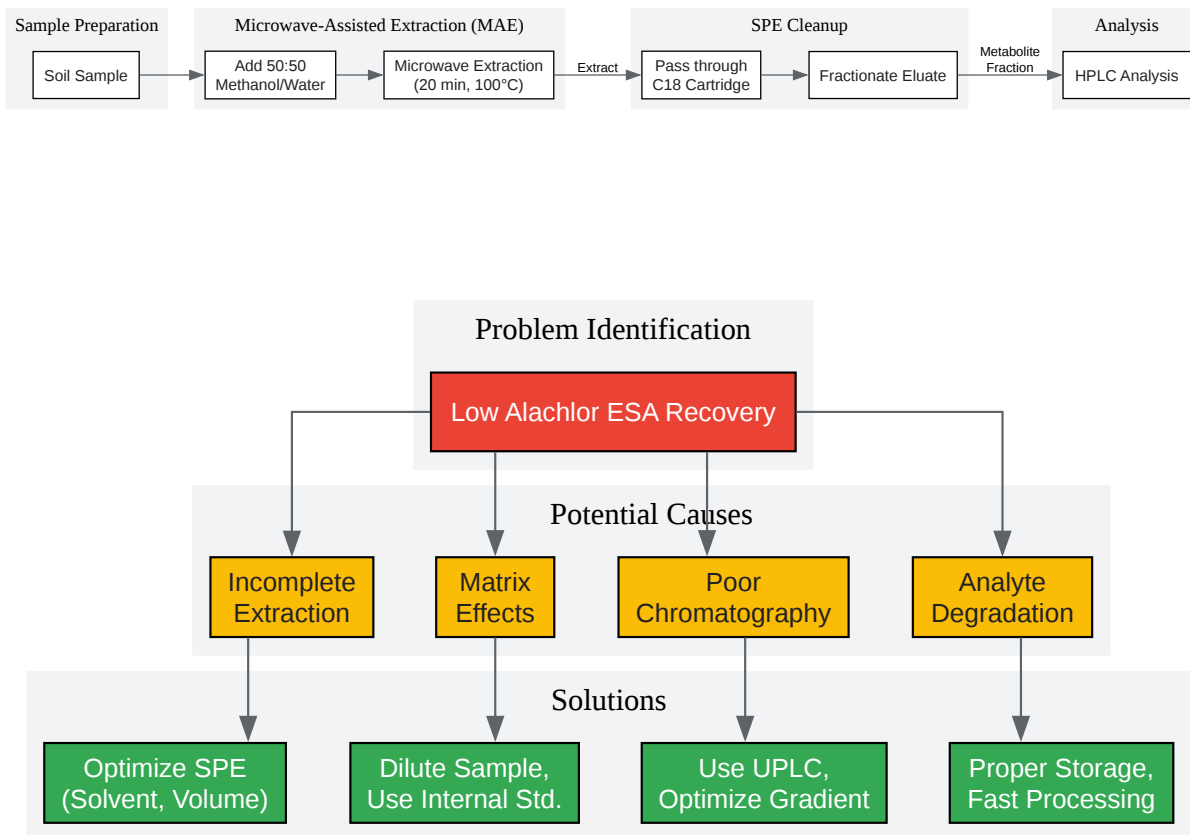 Sample Preparation
Microwave-Assisted Extraction (MAE)
SPE Cleanup
Analysis
Soil Sample
Add 50:50
Methanol/Water
Microwave Extraction
(20 min, 100°C)
Extract
Pass through
C18 Cartridge
Fractionate Eluate
Metabolite
Fraction
HPLC Analysis
Problem Identification
Low Alachlor ESA Recovery
Potential Causes
Incomplete
Extraction
Matrix
Effects
Poor
Chromatography
Analyte
Degradation
Solutions
Optimize SPE
(Solvent, Volume)
Dilute Sample,
Use Internal Std.
Use UPLC,
Optimize Gradient
Proper Storage,
Fast Processing